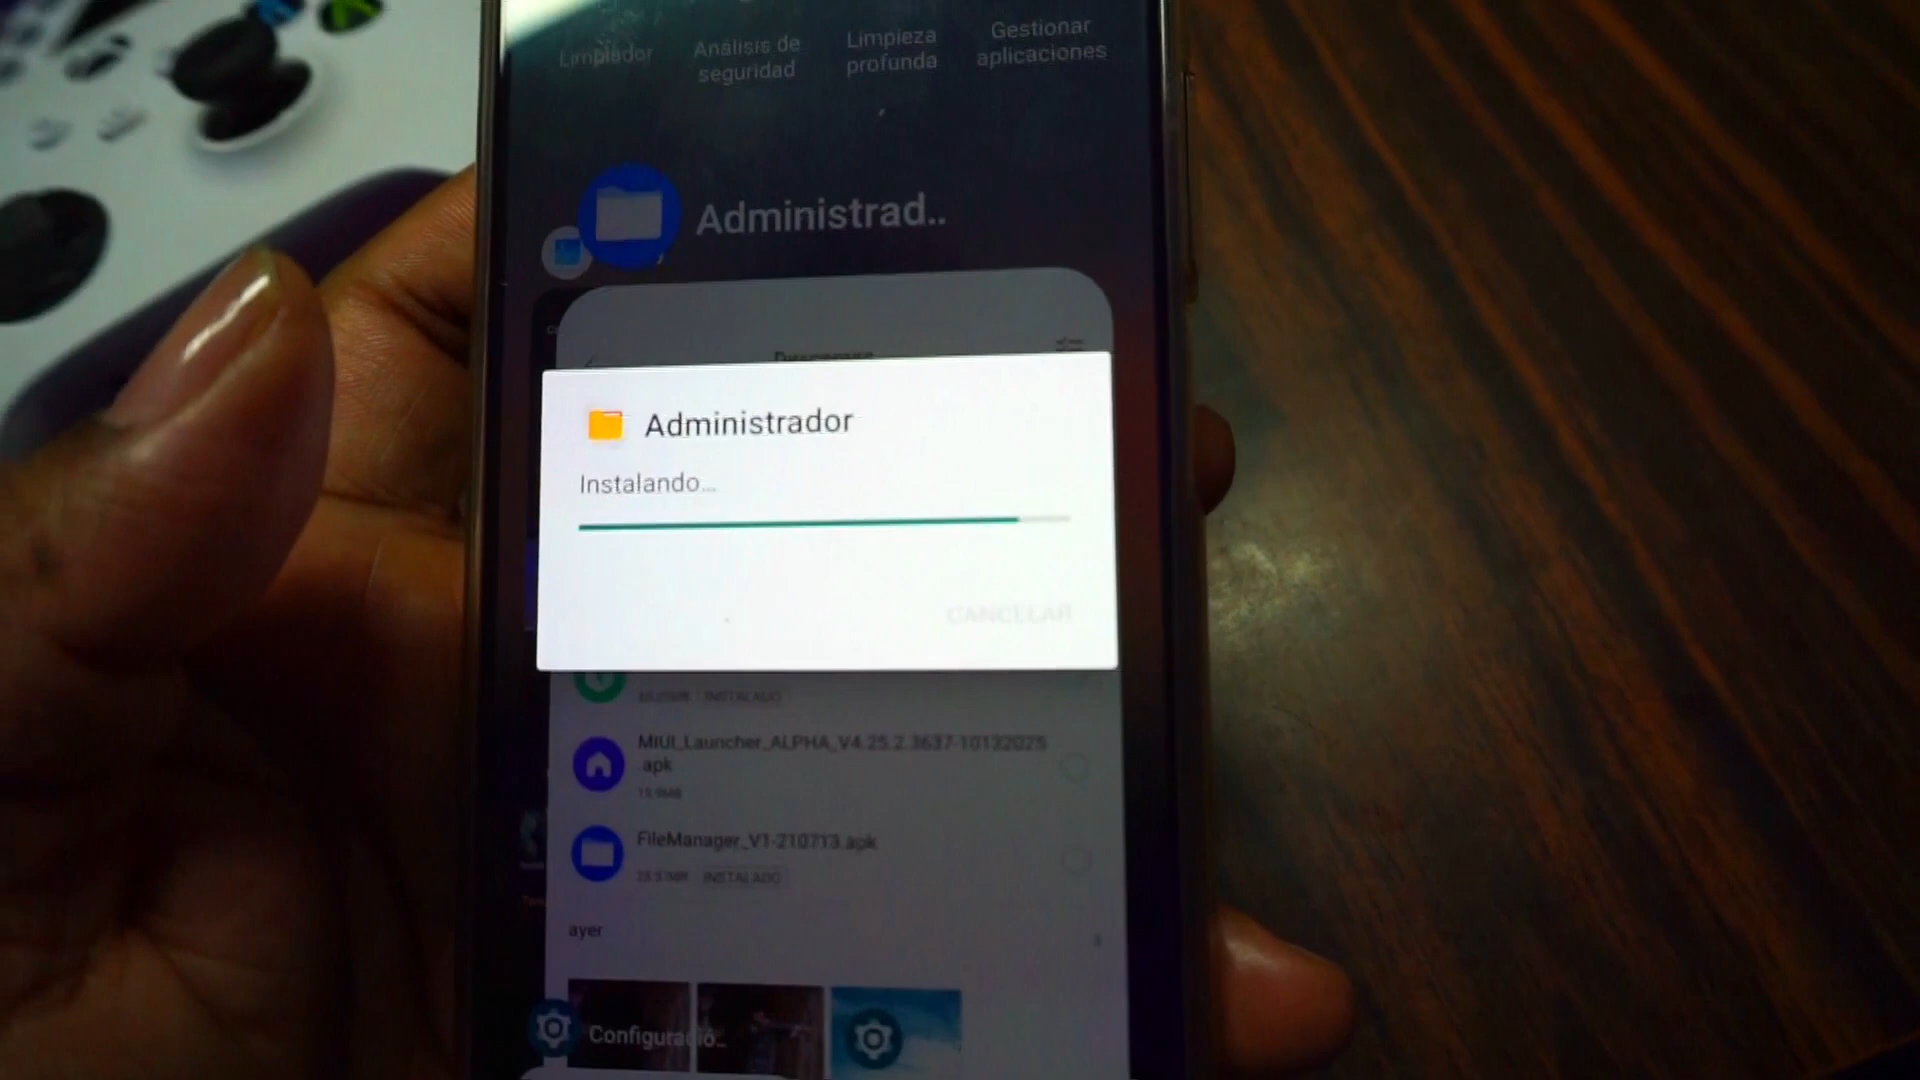 Limpiador
Análisis de
seguridad
Limpieza
profunda
Gestionar
aplicaciones
Administrad..
Administrador
Instalando...
CANCELAR
INSTALADO
MIUI_Launcher_ALPHA_V4.25.2.3637-10132025
.apk
FileManager_V1-210713.apk
INSTALADO
ayer
Configuració..